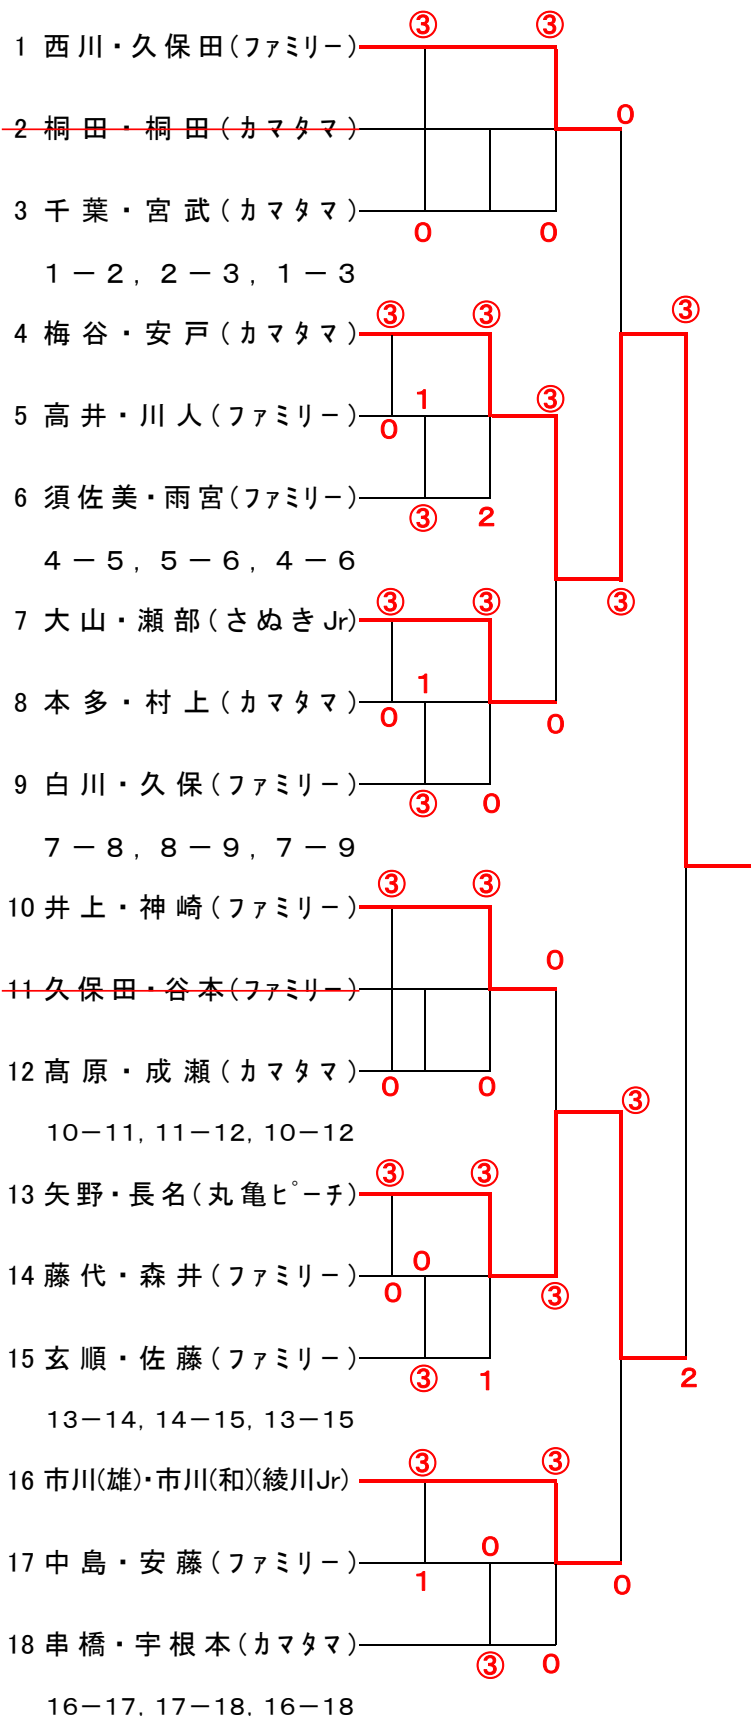 ③ ③
1 西川・久保田(ファミリー)
0
2 桐田・桐田(カマタマ)
3 千葉・宮武(カマタマ)
0 0
1－2, 2－3, 1－3
③ ③ ③
4 梅谷・安戸(カマタマ)
1 ③
5 高井・川人(ファミリー)
0
6 須佐美・雨宮(ファミリー)
③ 2
4－5, 5－6, 4－6
③ ③ ③
7 大山・瀬部(さぬきJr)
1
8 本多・村上(カマタマ)
0 0
9 白川・久保(ファミリー)
③ 0
7－8, 8－9, 7－9
③ ③
10 井上・神崎(ファミリー)
0
11 久保田・谷本(ファミリー)
12 髙原・成瀬(カマタマ)
0 0
③
10－11, 11－12, 10－12
③ ③
13 矢野・長名(丸亀ピーチ)
0
14 藤代・森井(ファミリー)
0 ③
15 玄順・佐藤(ファミリー)
③ 1 2
13－14, 14－15, 13－15
③ ③
16 市川(雄)・市川(和)(綾川Jr)
0
17 中島・安藤(ファミリー)
1 0
18 串橋・宇根本(カマタマ)
③ 0
16－17, 17－18, 16－18